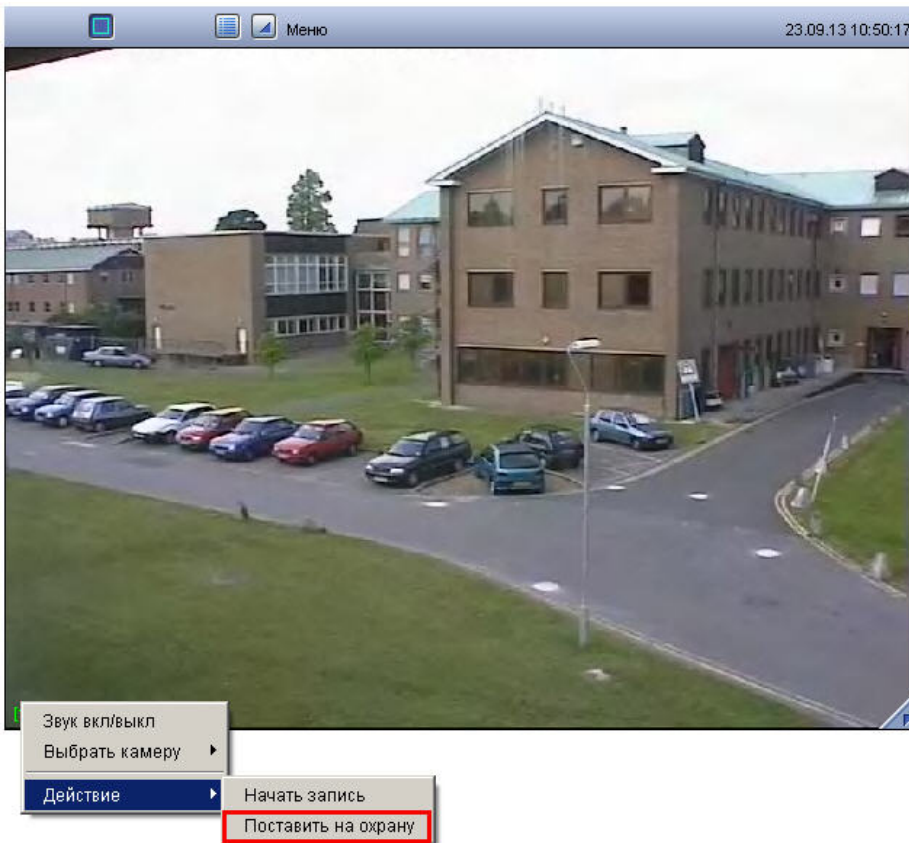 Меню
23.09.13 10:50:17
Звук вкл/выкл
Выбрать камеру
Действие
Начать запись
Поставить на охрану